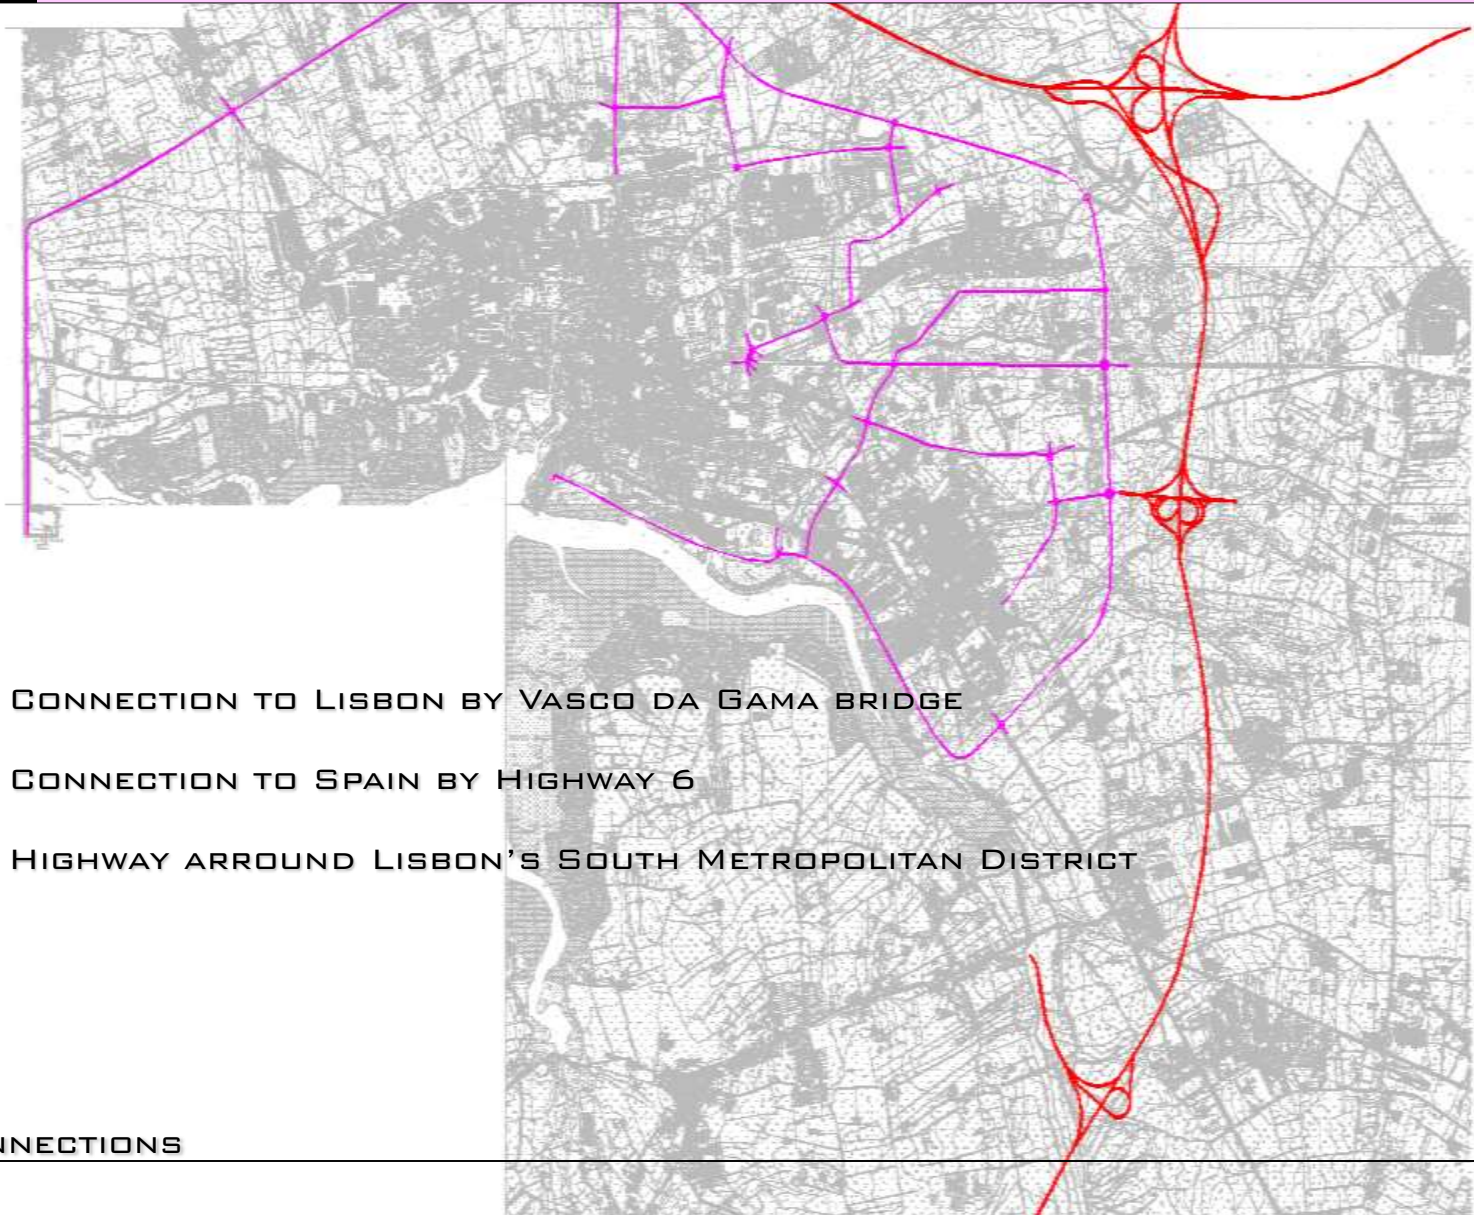 Connection to Lisbon by Vasco da Gama bridge
Connection to Spain by Highway 6
Highway arround Lisbon's South Metropolitan District
nnections